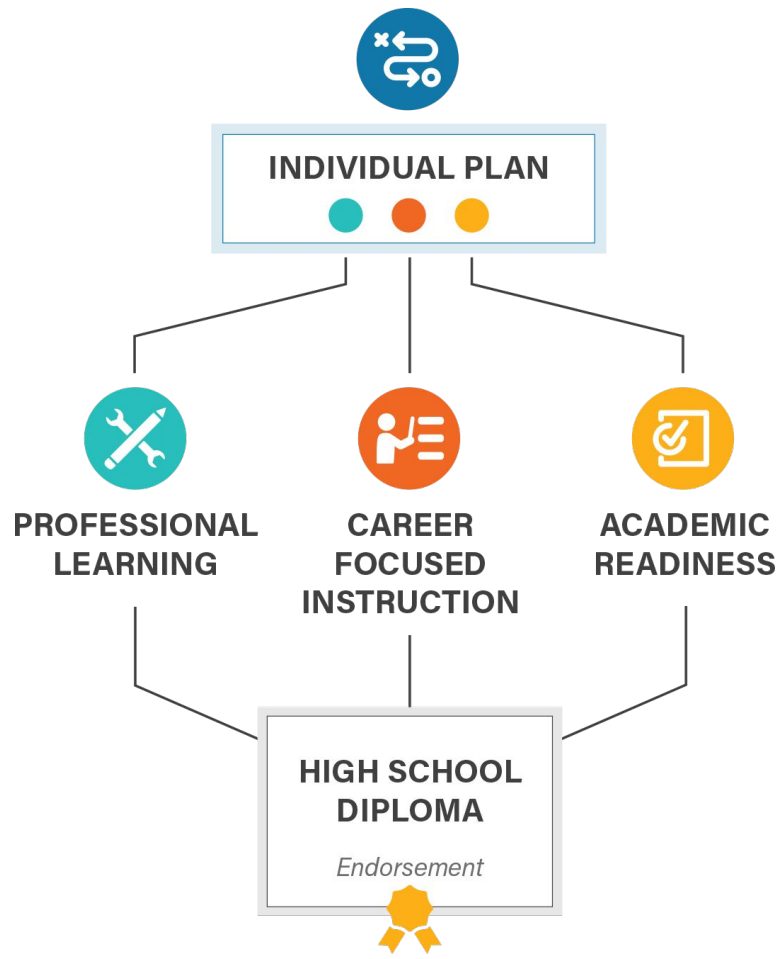 INDIVIDUAL PLAN
PROFESSIONAL
LEARNING
CAREER
FOCUSED
INSTRUCTION
ACADEMIC
READINESS
HIGH SCHOOL
DIPLOMA
Endorsement